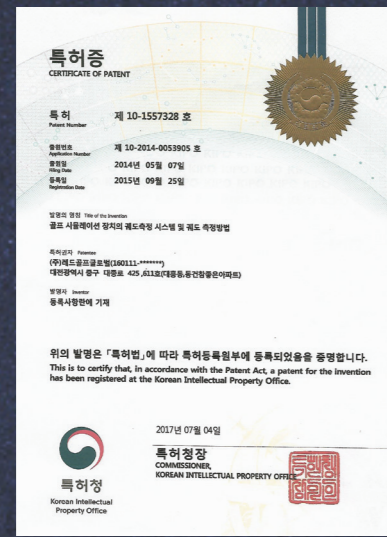 특허증
CERTIFICATE OF PATENT
특허 제 10-1557328 호
Patent Number
출원번호 제 10-2014-0053905 호
Application Number
출원일 2014년 05월 07일
Filing Date
등록일 2015년 09월 25일
Registration Date
발명의 명칭 Title of the Invention
골프 시뮬레이션 장치의 궤도측정 시스템 및 궤도 측정방법
특허권자 Patentee
(주)레드골프글로벌(160111-*******)
대전광역시 중구 대종로 425 ,611호(대흥동,동건참좋은아파트)
발명자 Inventor
등록사항란에 기재
위의 발명은 「특허법」에 따라 특허등록원부에 등록되었음을 증명합니다.
This is to certify that, in accordance with the Patent Act, a patent for the invention
has been registered at the Korean Intellectual Property Office.
2017년 07월 04일
특허청장
COMMISSIONER,
KOREAN INTELLECTUAL PROPERTY OFFICE
특허청
Korean Intellectual
Property Office